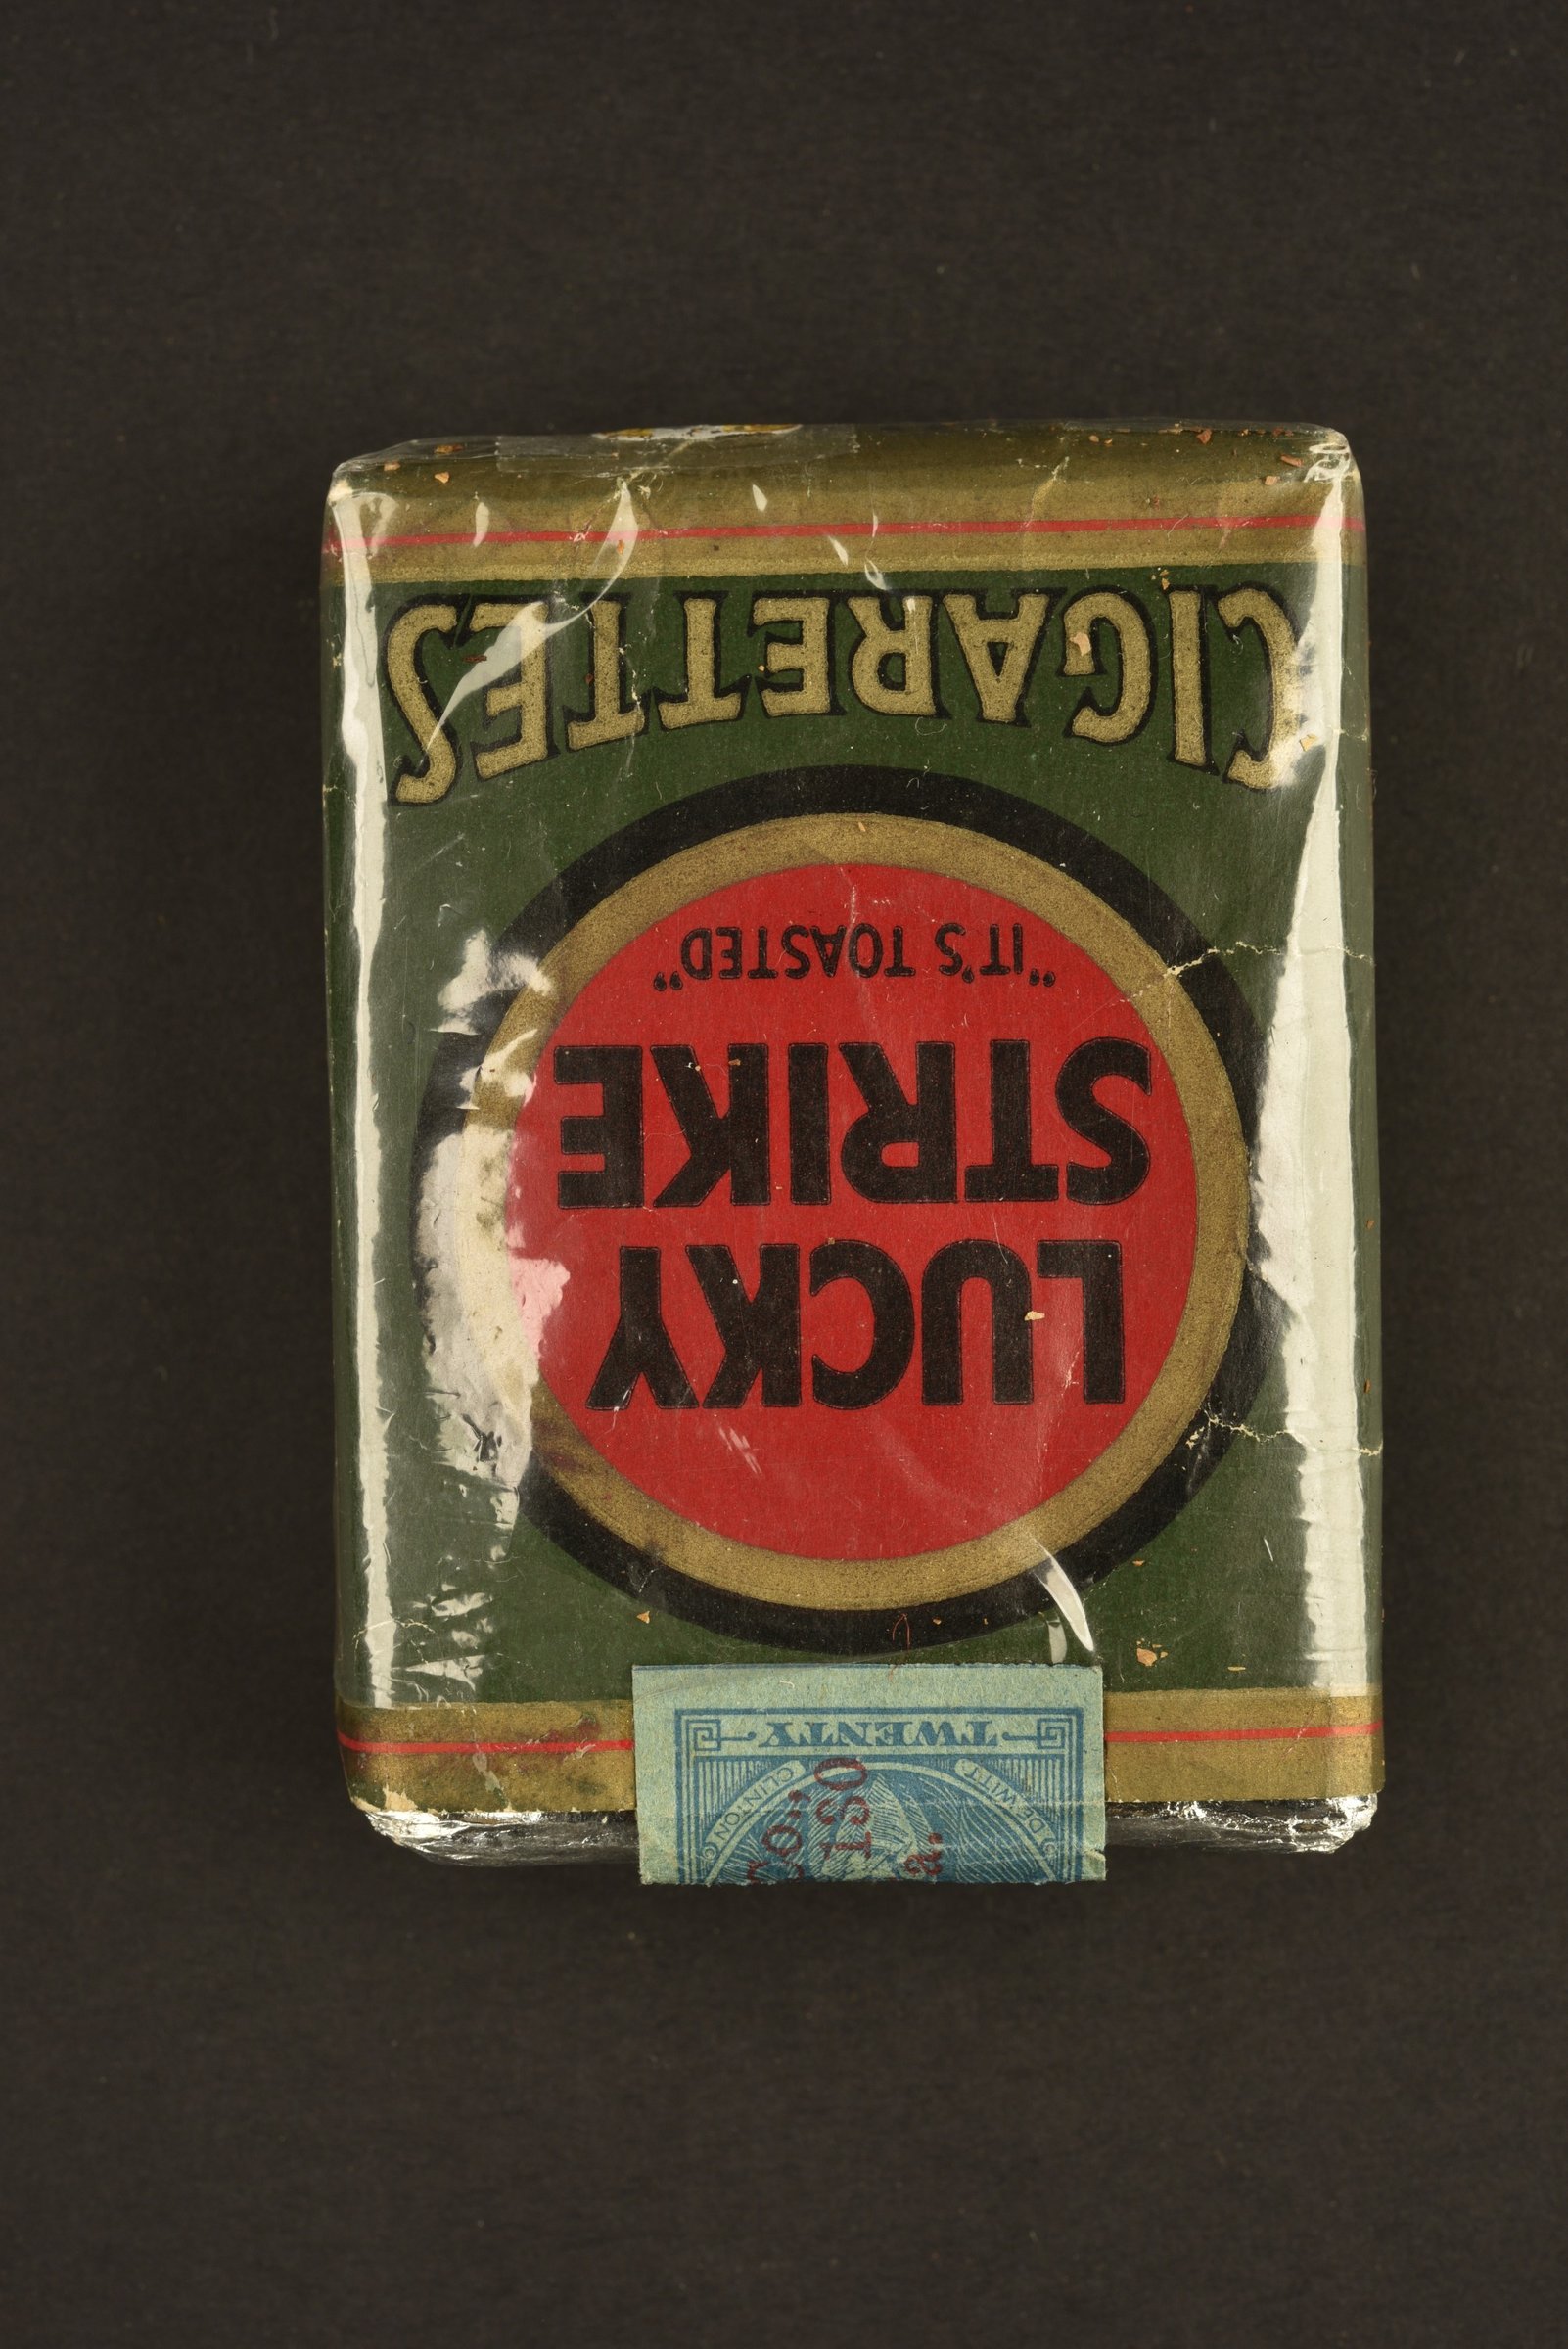 TWENTY
DE WITT CLINTON
LUCKY
STRIKE
"IT'S TOASTED"
CIGARETTES